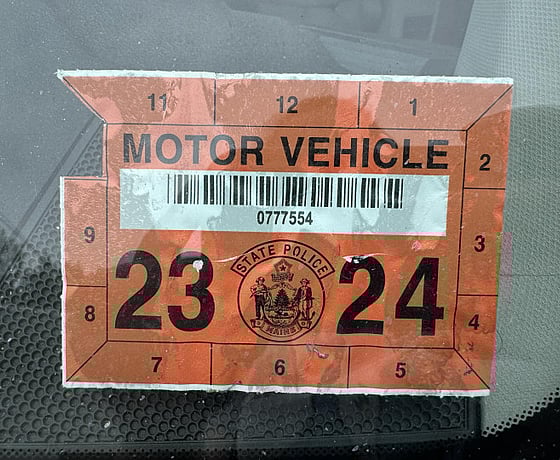 11 12 1
MOTOR VEHICLE
2
0777554
9 3
STATE POLICE
23 24
MAINE
8 4
7 6 5